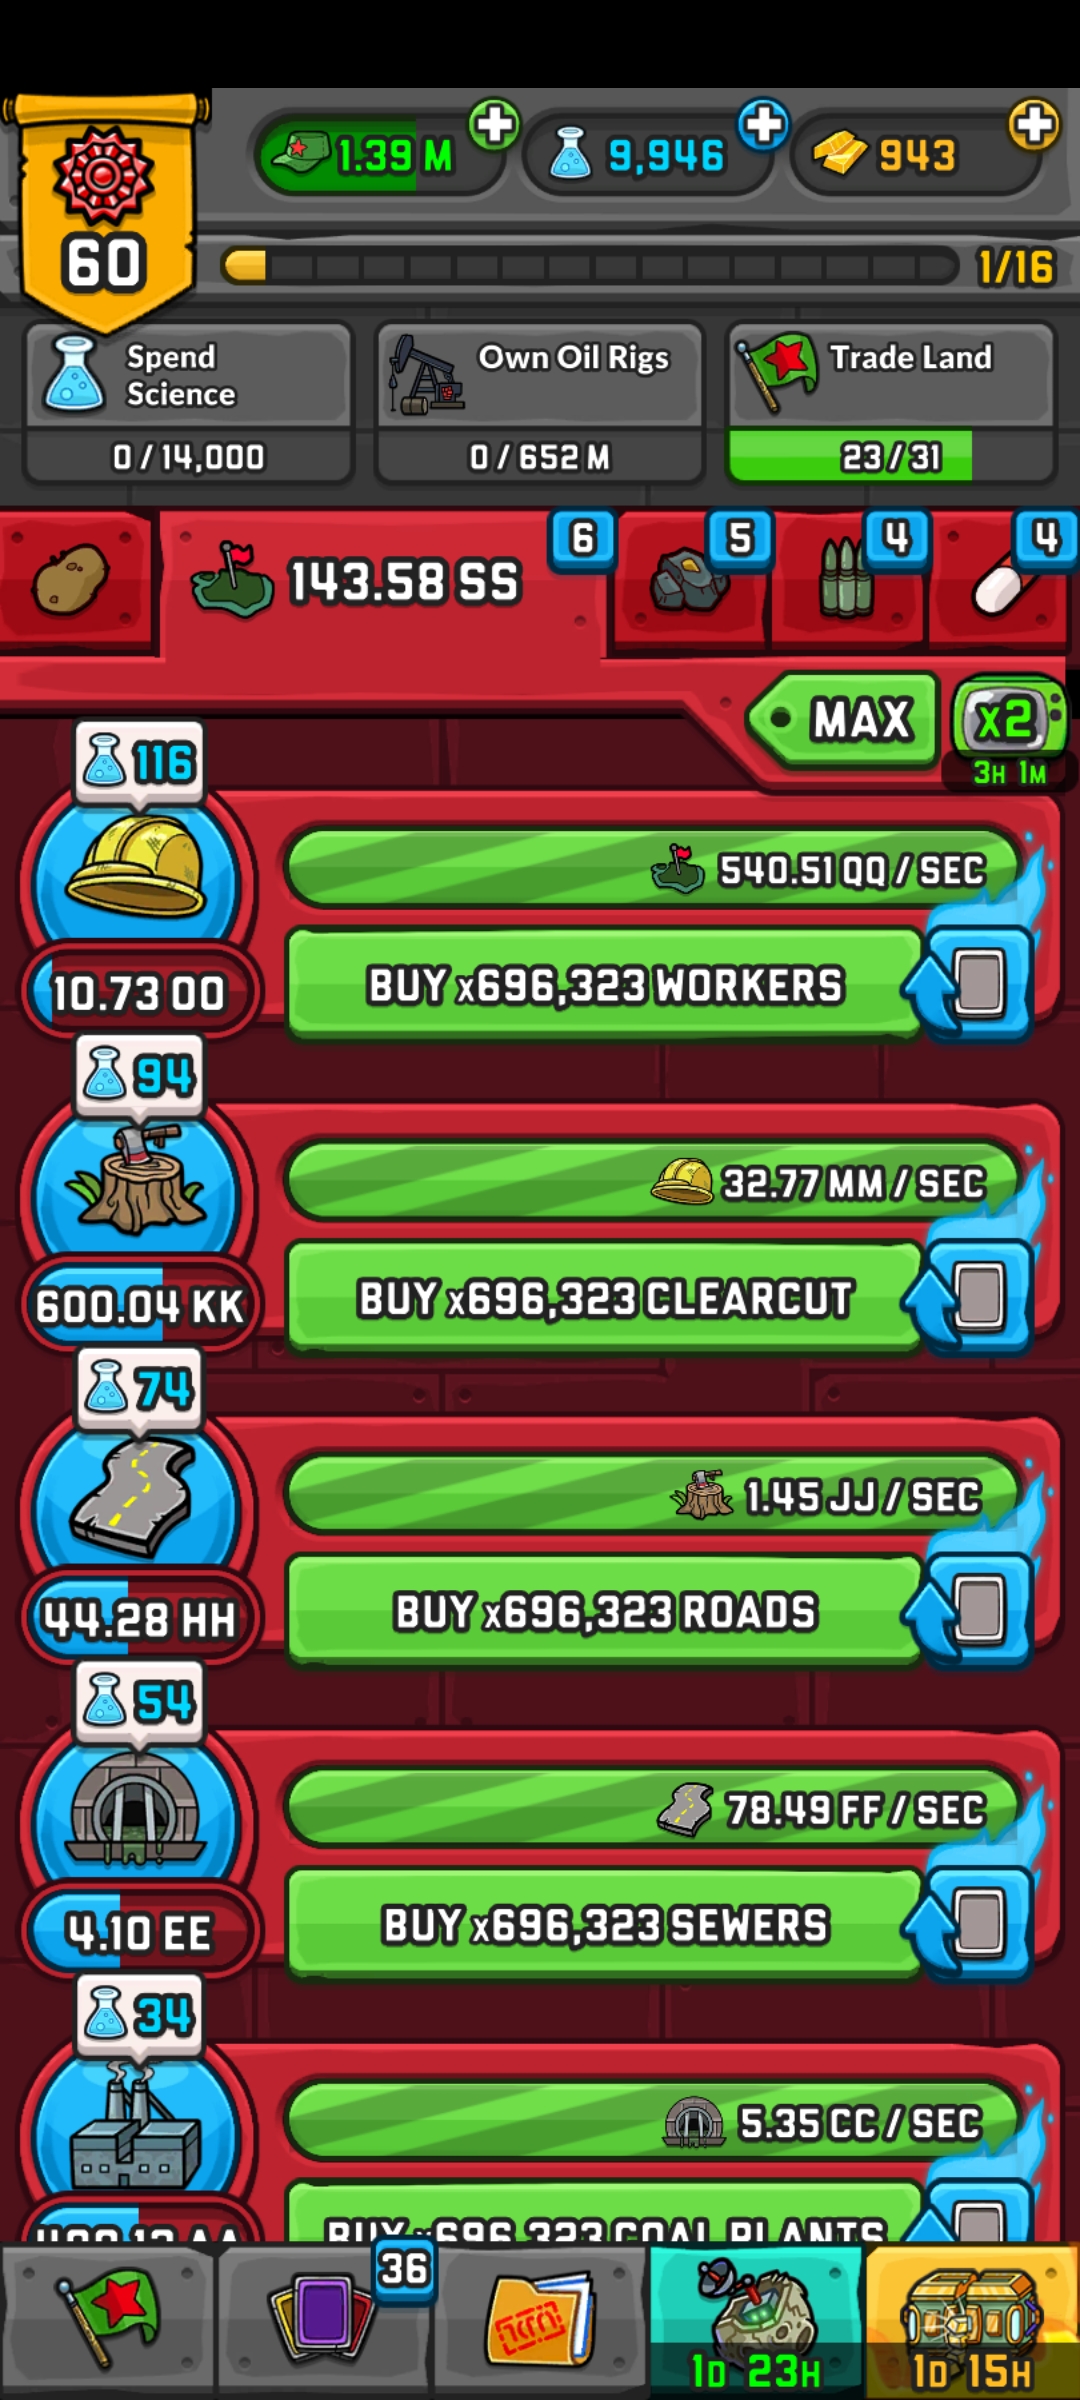 60
1.39 M
9,946
943
1/16
Spend
Science
0/14,000
Own Oil Rigs
0/652 M
Trade Land
23/31
143.58 SS
6
5
4
4
MAX
x2
3H 1M
116
540.51 QQ / SEC
10.73 OO
BUY x696,323 WORKERS
94
32.77 MM / SEC
600.04 KK
BUY x696,323 CLEARCUT
74
1.45 JJ / SEC
44.28 HH
BUY x696,323 ROADS
54
78.49 FF / SEC
4.10 EE
BUY x696,323 SEWERS
34
5.35 CC / SEC
BUY x696,323 COAL PLANTS
36
1D 23H
1D 15H